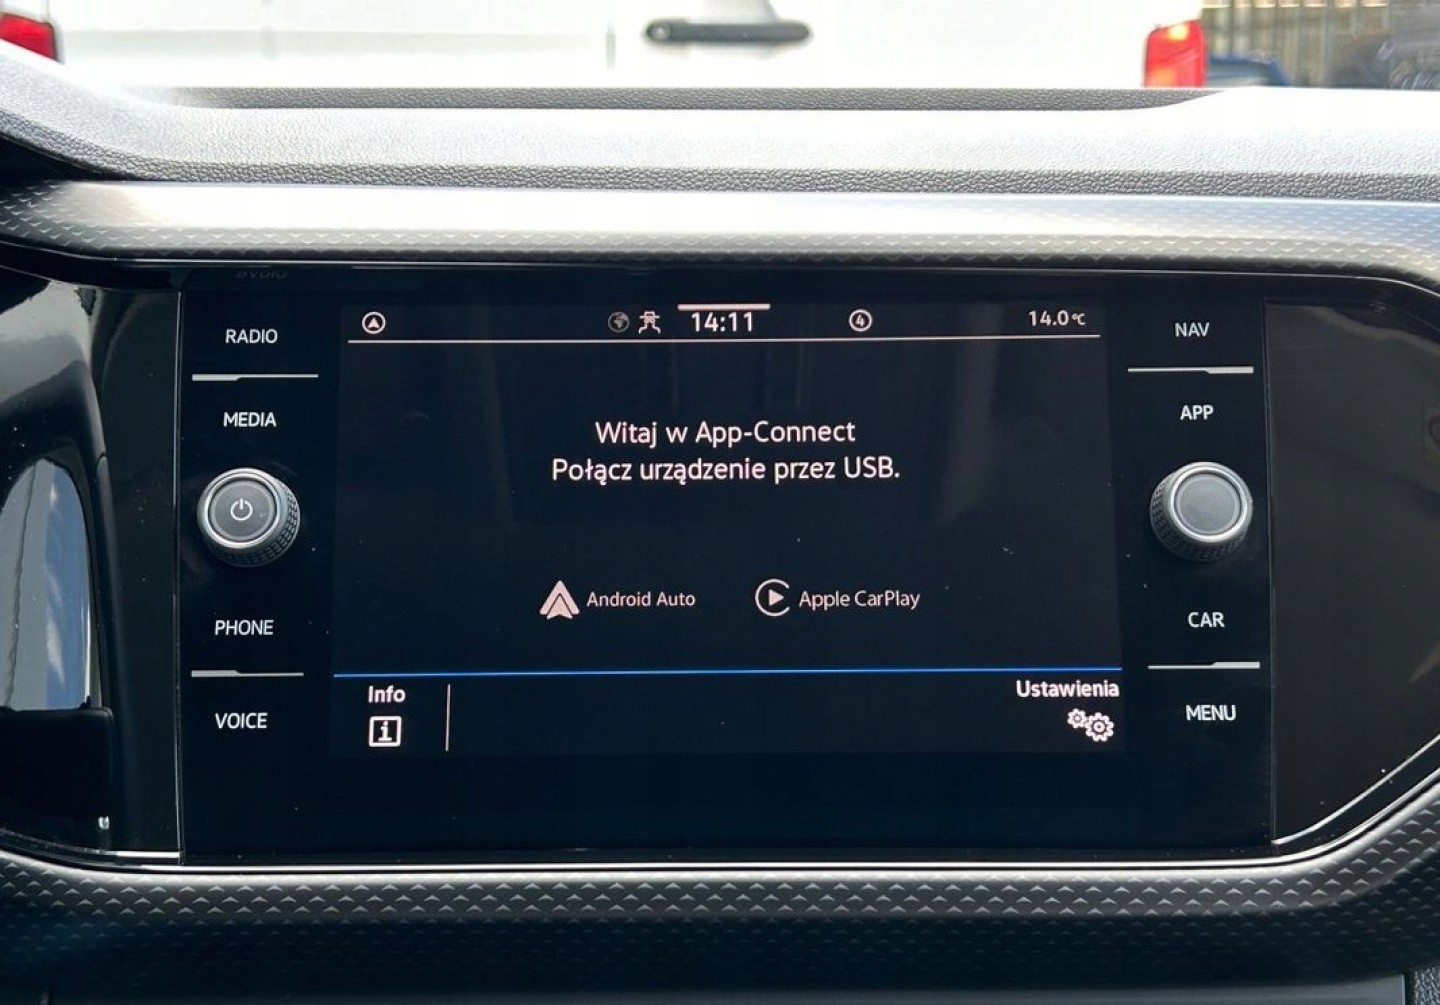 RADIO
MEDIA
PHONE
VOICE
14:11
4
14.0°C
Witaj w App-Connect
Połącz urządzenie przez USB.
Android Auto
Apple CarPlay
Info
Ustawienia
NAV
APP
CAR
MENU